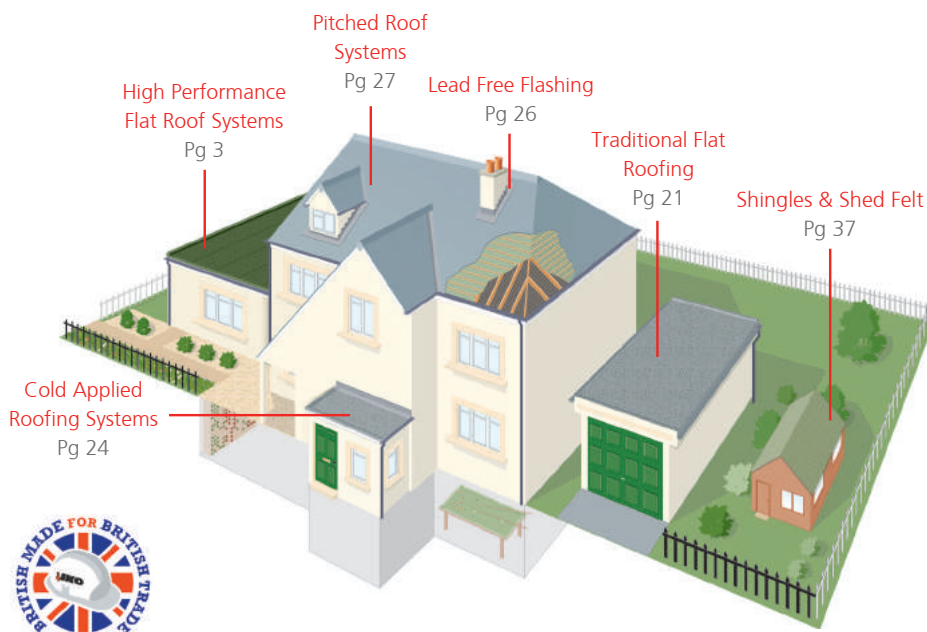 Pitched Roof
Systems
Pg 27
Lead Free Flashing
Pg 26
High Performance
Flat Roof Systems
Pg 3
Traditional Flat
Roofing
Pg 21
Shingles & Shed Felt
Pg 37
Cold Applied
Roofing Systems
Pg 24
BRITISH MADE FOR BRITISH TRADE
IKO